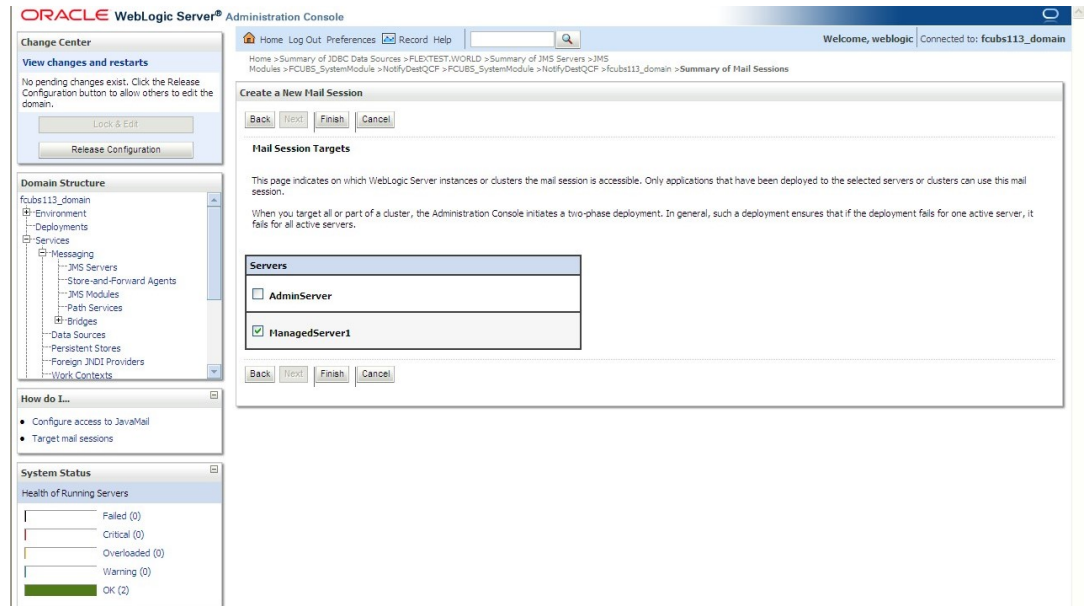 ORACLE WebLogic Server® Administration Console
Change Center
View changes and restarts
No pending changes exist. Click the Release
Configuration button to allow others to edit the
domain.
Lock & Edit
Release Configuration
Domain Structure
fcubs113_domain
Environment
Deployments
Services
Messaging
JMS Servers
Store-and-Forward Agents
JMS Modules
Path Services
Bridges
Data Sources
Persistent Stores
Foreign JNDI Providers
Work Contexts
How do I...
Configure access to JavaMail
Target mail sessions
System Status
Health of Running Servers
Failed (0)
Critical (0)
Overloaded (0)
Warning (0)
OK (2)
Home Log Out Preferences Record Help
Welcome, weblogic Connected to: fcubs113_domain
Home >Summary of JDBC Data Sources >FLEXTEST.WORLD >Summary of JMS Servers >JMS
Modules >FCUBS_SystemModule >NotifyDestQCF >FCUBS_SystemModule >NotifyDestQCF >fcubs113_domain >Summary of Mail Sessions
Create a New Mail Session
Back Next Finish Cancel
Mail Session Targets
This page indicates on which WebLogic Server instances or clusters the mail session is accessible. Only applications that have been deployed to the selected servers or clusters can use this mail
session.
When you target all or part of a cluster, the Administration Console initiates a two-phase deployment. In general, such a deployment ensures that if the deployment fails for one active server, it
fails for all active servers.
Servers
AdminServer
ManagedServer1
Back Next Finish Cancel